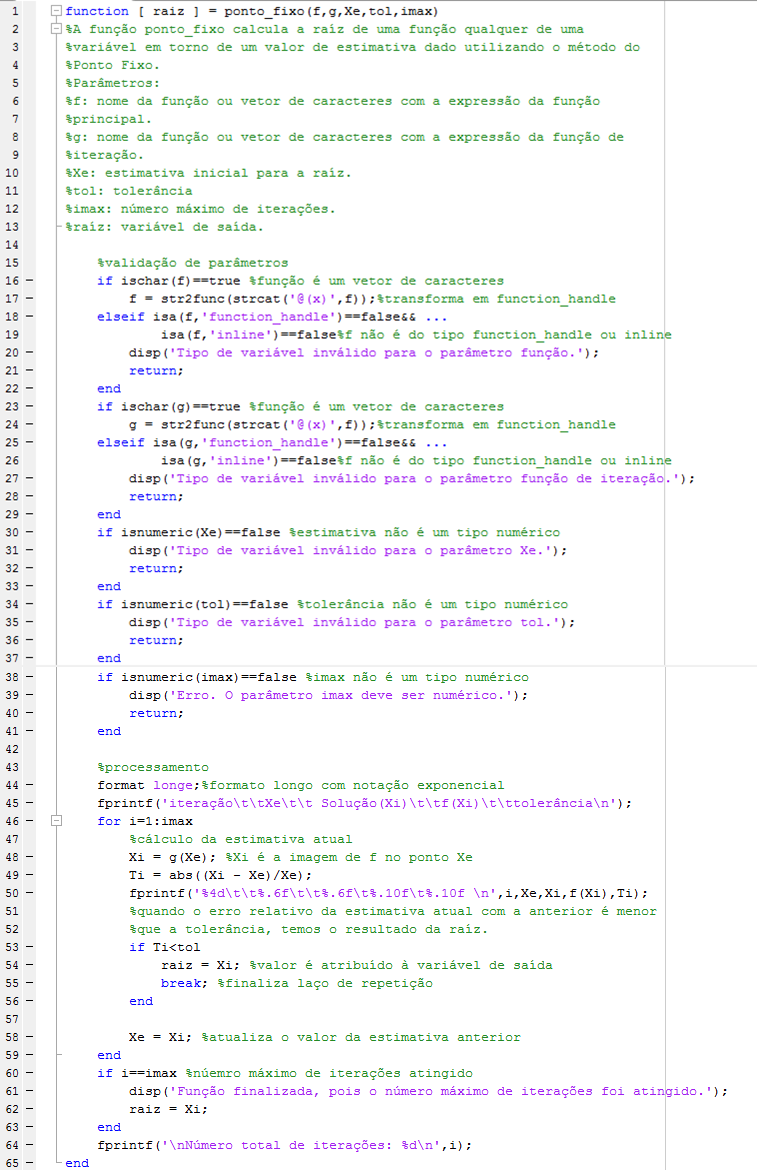 1 function [ raiz ] = ponto_fixo(f,g,Xe,tol,imax)
2 %A função ponto_fixo calcula a raíz de uma função qualquer de uma
3 %variável em torno de um valor de estimativa dado utilizando o método do
4 %Ponto Fixo.
5 %Parâmetros:
6 %f: nome da função ou vetor de caracteres com a expressão da função
7 %principal.
8 %g: nome da função ou vetor de caracteres com a expressão da função de
9 %iteração.
10 %Xe: estimativa inicial para a raíz.
11 %tol: tolerância
12 %imax: número máximo de iterações.
13 %raíz: variável de saída.
14
15 %validação de parâmetros
16 if ischar(f)==true %função é um vetor de caracteres
17 f = str2func(strcat('@(x)',f));%transforma em function_handle
18 elseif isa(f,'function_handle')==false&& ...
19 isa(f,'inline')==false%f não é do tipo function_handle ou inline
20 disp('Tipo de variável inválido para o parâmetro função.');
21 return;
22 end
23 if ischar(g)==true %função é um vetor de caracteres
24 g = str2func(strcat('@(x)',f));%transforma em function_handle
25 elseif isa(g,'function_handle')==false&& ...
26 isa(g,'inline')==false%f não é do tipo function_handle ou inline
27 disp('Tipo de variável inválido para o parâmetro função de iteração.');
28 return;
29 end
30 if isnumeric(Xe)==false %estimativa não é um tipo numérico
31 disp('Tipo de variável inválido para o parâmetro Xe.');
32 return;
33 end
34 if isnumeric(tol)==false %tolerância não é um tipo numérico
35 disp('Tipo de variável inválido para o parâmetro tol.');
36 return;
37 end
38 if isnumeric(imax)==false %imax não é um tipo numérico
39 disp('Erro. O parâmetro imax deve ser numérico.');
40 return;
41 end
42
43 %processamento
44 format longe;%formato longo com notação exponencial
45 fprintf('iteração\t\tXe\t\t Solução(Xi)\t\tf(Xi)\t\ttolerância\n');
46 for i=1:imax
47 %cálculo da estimativa atual
48 Xi = g(Xe); %Xi é a imagem de f no ponto Xe
49 Ti = abs((Xi - Xe)/Xe);
50 fprintf('%4d\t\t%.6f\t\t%.6f\t%.10f\t%.10f \n',i,Xe,Xi,f(Xi),Ti);
51 %quando o erro relativo da estimativa atual com a anterior é menor
52 %que a tolerância, temos o resultado da raíz.
53 if Ti<tol
54 raiz = Xi; %valor é atribuído à variável de saída
55 break; %finaliza laço de repetição
56 end
57
58 Xe = Xi; %atualiza o valor da estimativa anterior
59 end
60 if i==imax %núemro máximo de iterações atingido
61 disp('Função finalizada, pois o número máximo de iterações foi atingido.');
62 raiz = Xi;
63 end
64 fprintf('\nNúmero total de iterações: %d\n',i);
65 end